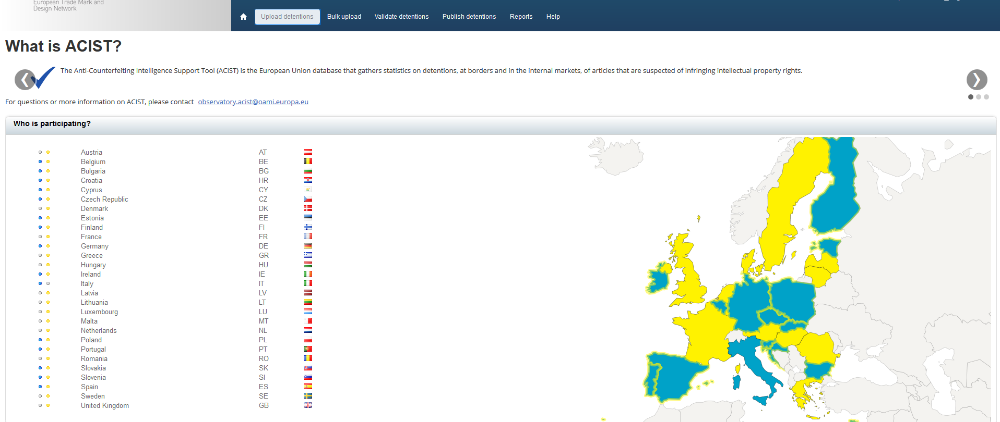 European Trade Mark and
Design Network
Upload detentions
Bulk upload
Validate detentions
Publish detentions
Reports
Help
What is ACIST?
The Anti-Counterfeiting Intelligence Support Tool (ACIST) is the European Union database that gathers statistics on detentions, at borders and in the internal markets, of articles that are suspected of infringing intellectual property rights.
For questions or more information on ACIST, please contact observatory.acist@oami.europa.eu
Who is participating?
Austria AT
Belgium BE
Bulgaria BG
Croatia HR
Cyprus CY
Czech Republic CZ
Denmark DK
Estonia EE
Finland FI
France FR
Germany DE
Greece GR
Hungary HU
Ireland IE
Italy IT
Latvia LV
Lithuania LT
Luxembourg LU
Malta MT
Netherlands NL
Poland PL
Portugal PT
Romania RO
Slovakia SK
Slovenia SI
Spain ES
Sweden SE
United Kingdom GB